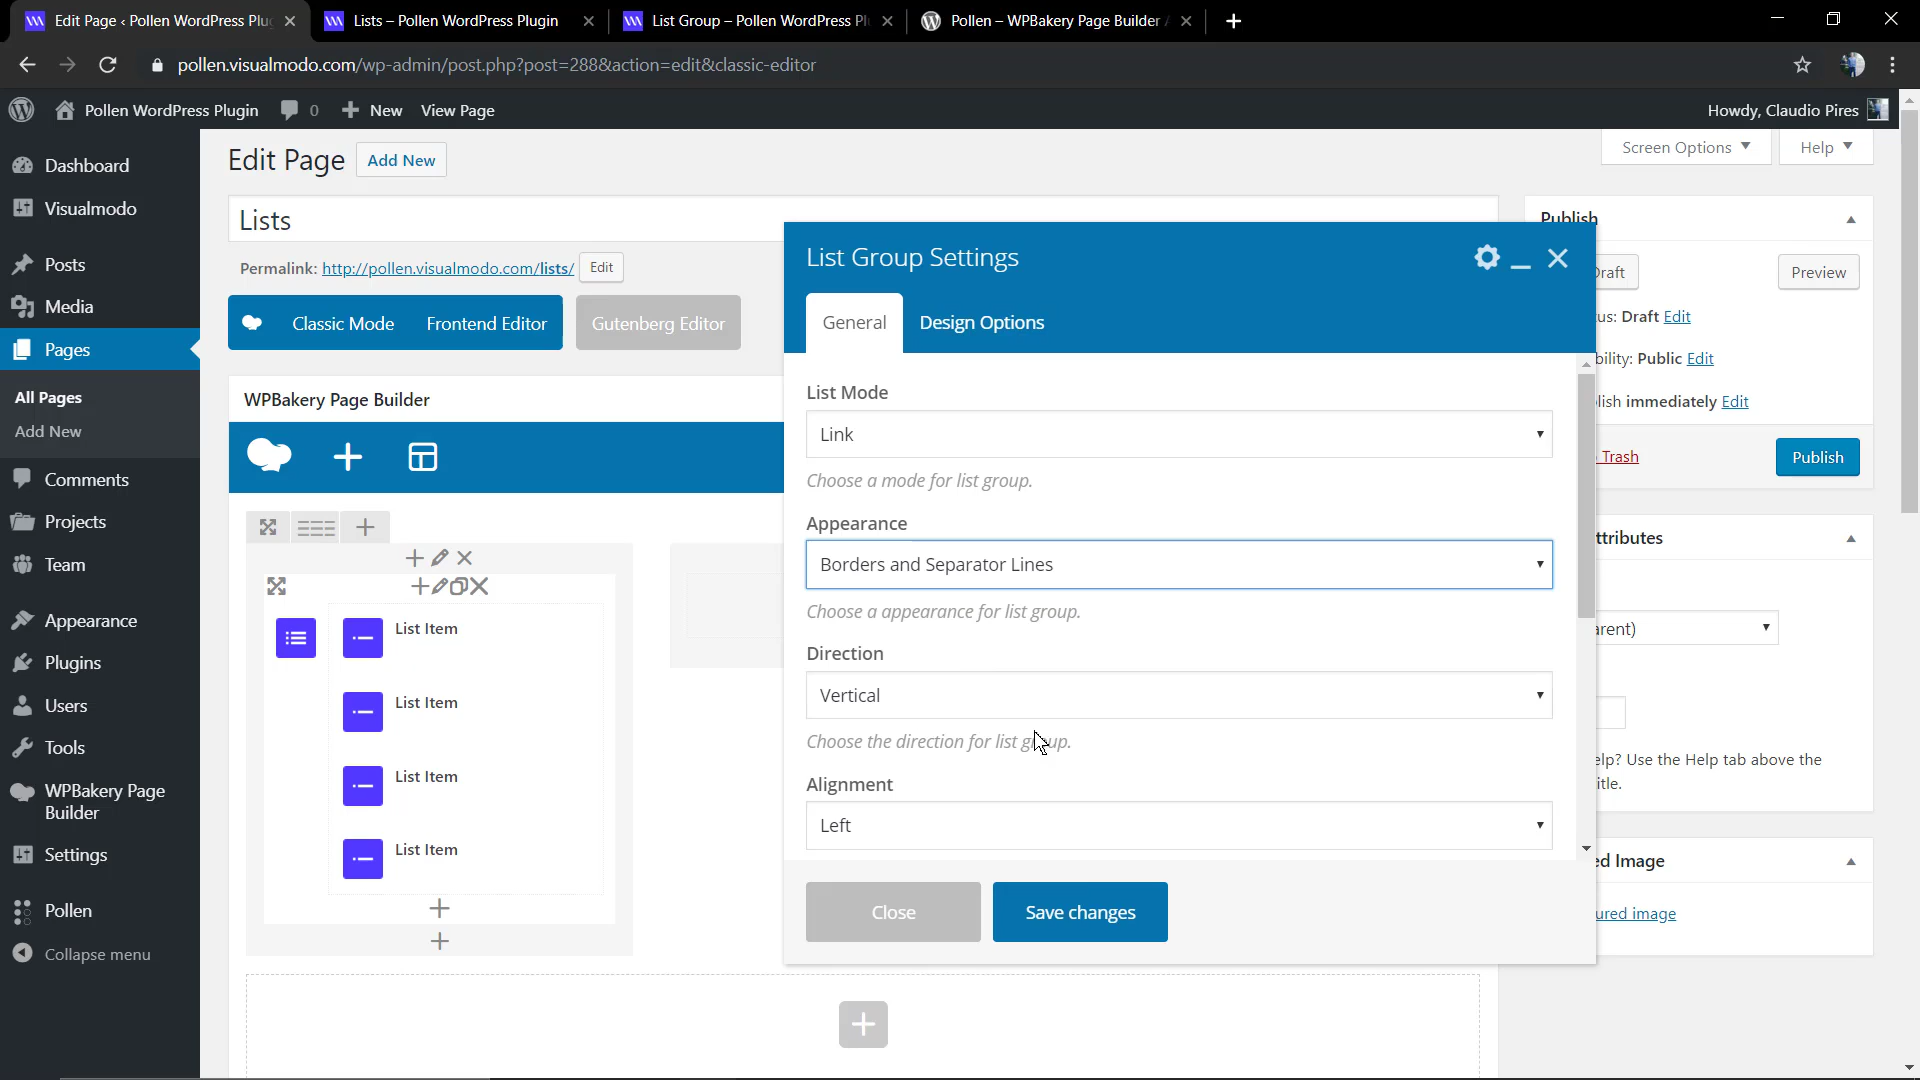 Edit Page ‹ Pollen WordPress Plu
Lists – Pollen WordPress Plugin
List Group – Pollen WordPress Pl
Pollen – WPBakery Page Builder
pollen.visualmodo.com/wp-admin/post.php?post=288&action=edit&classic-editor
Pollen WordPress Plugin
0
New
View Page
Howdy, Claudio Pires
Dashboard
Visualmodo
Posts
Media
Pages
All Pages
Add New
Comments
Projects
Team
Appearance
Plugins
Users
Tools
WPBakery Page
Builder
Settings
Pollen
Collapse menu
Edit Page
Add New
Screen Options
Help
Lists
Permalink: http://pollen.visualmodo.com/lists/
Edit
Classic Mode
Frontend Editor
Gutenberg Editor
WPBakery Page Builder
List Item
List Item
List Item
List Item
List Group Settings
General
Design Options
List Mode
Link
Choose a mode for list group.
Appearance
Borders and Separator Lines
Choose a appearance for list group.
Direction
Vertical
Choose the direction for list group.
Alignment
Left
Close
Save changes
Publish
Draft
Preview
us: Draft Edit
bility: Public Edit
lish immediately Edit
Trash
Publish
ttributes
arent)
elp? Use the Help tab above the
itle.
ed Image
ured image